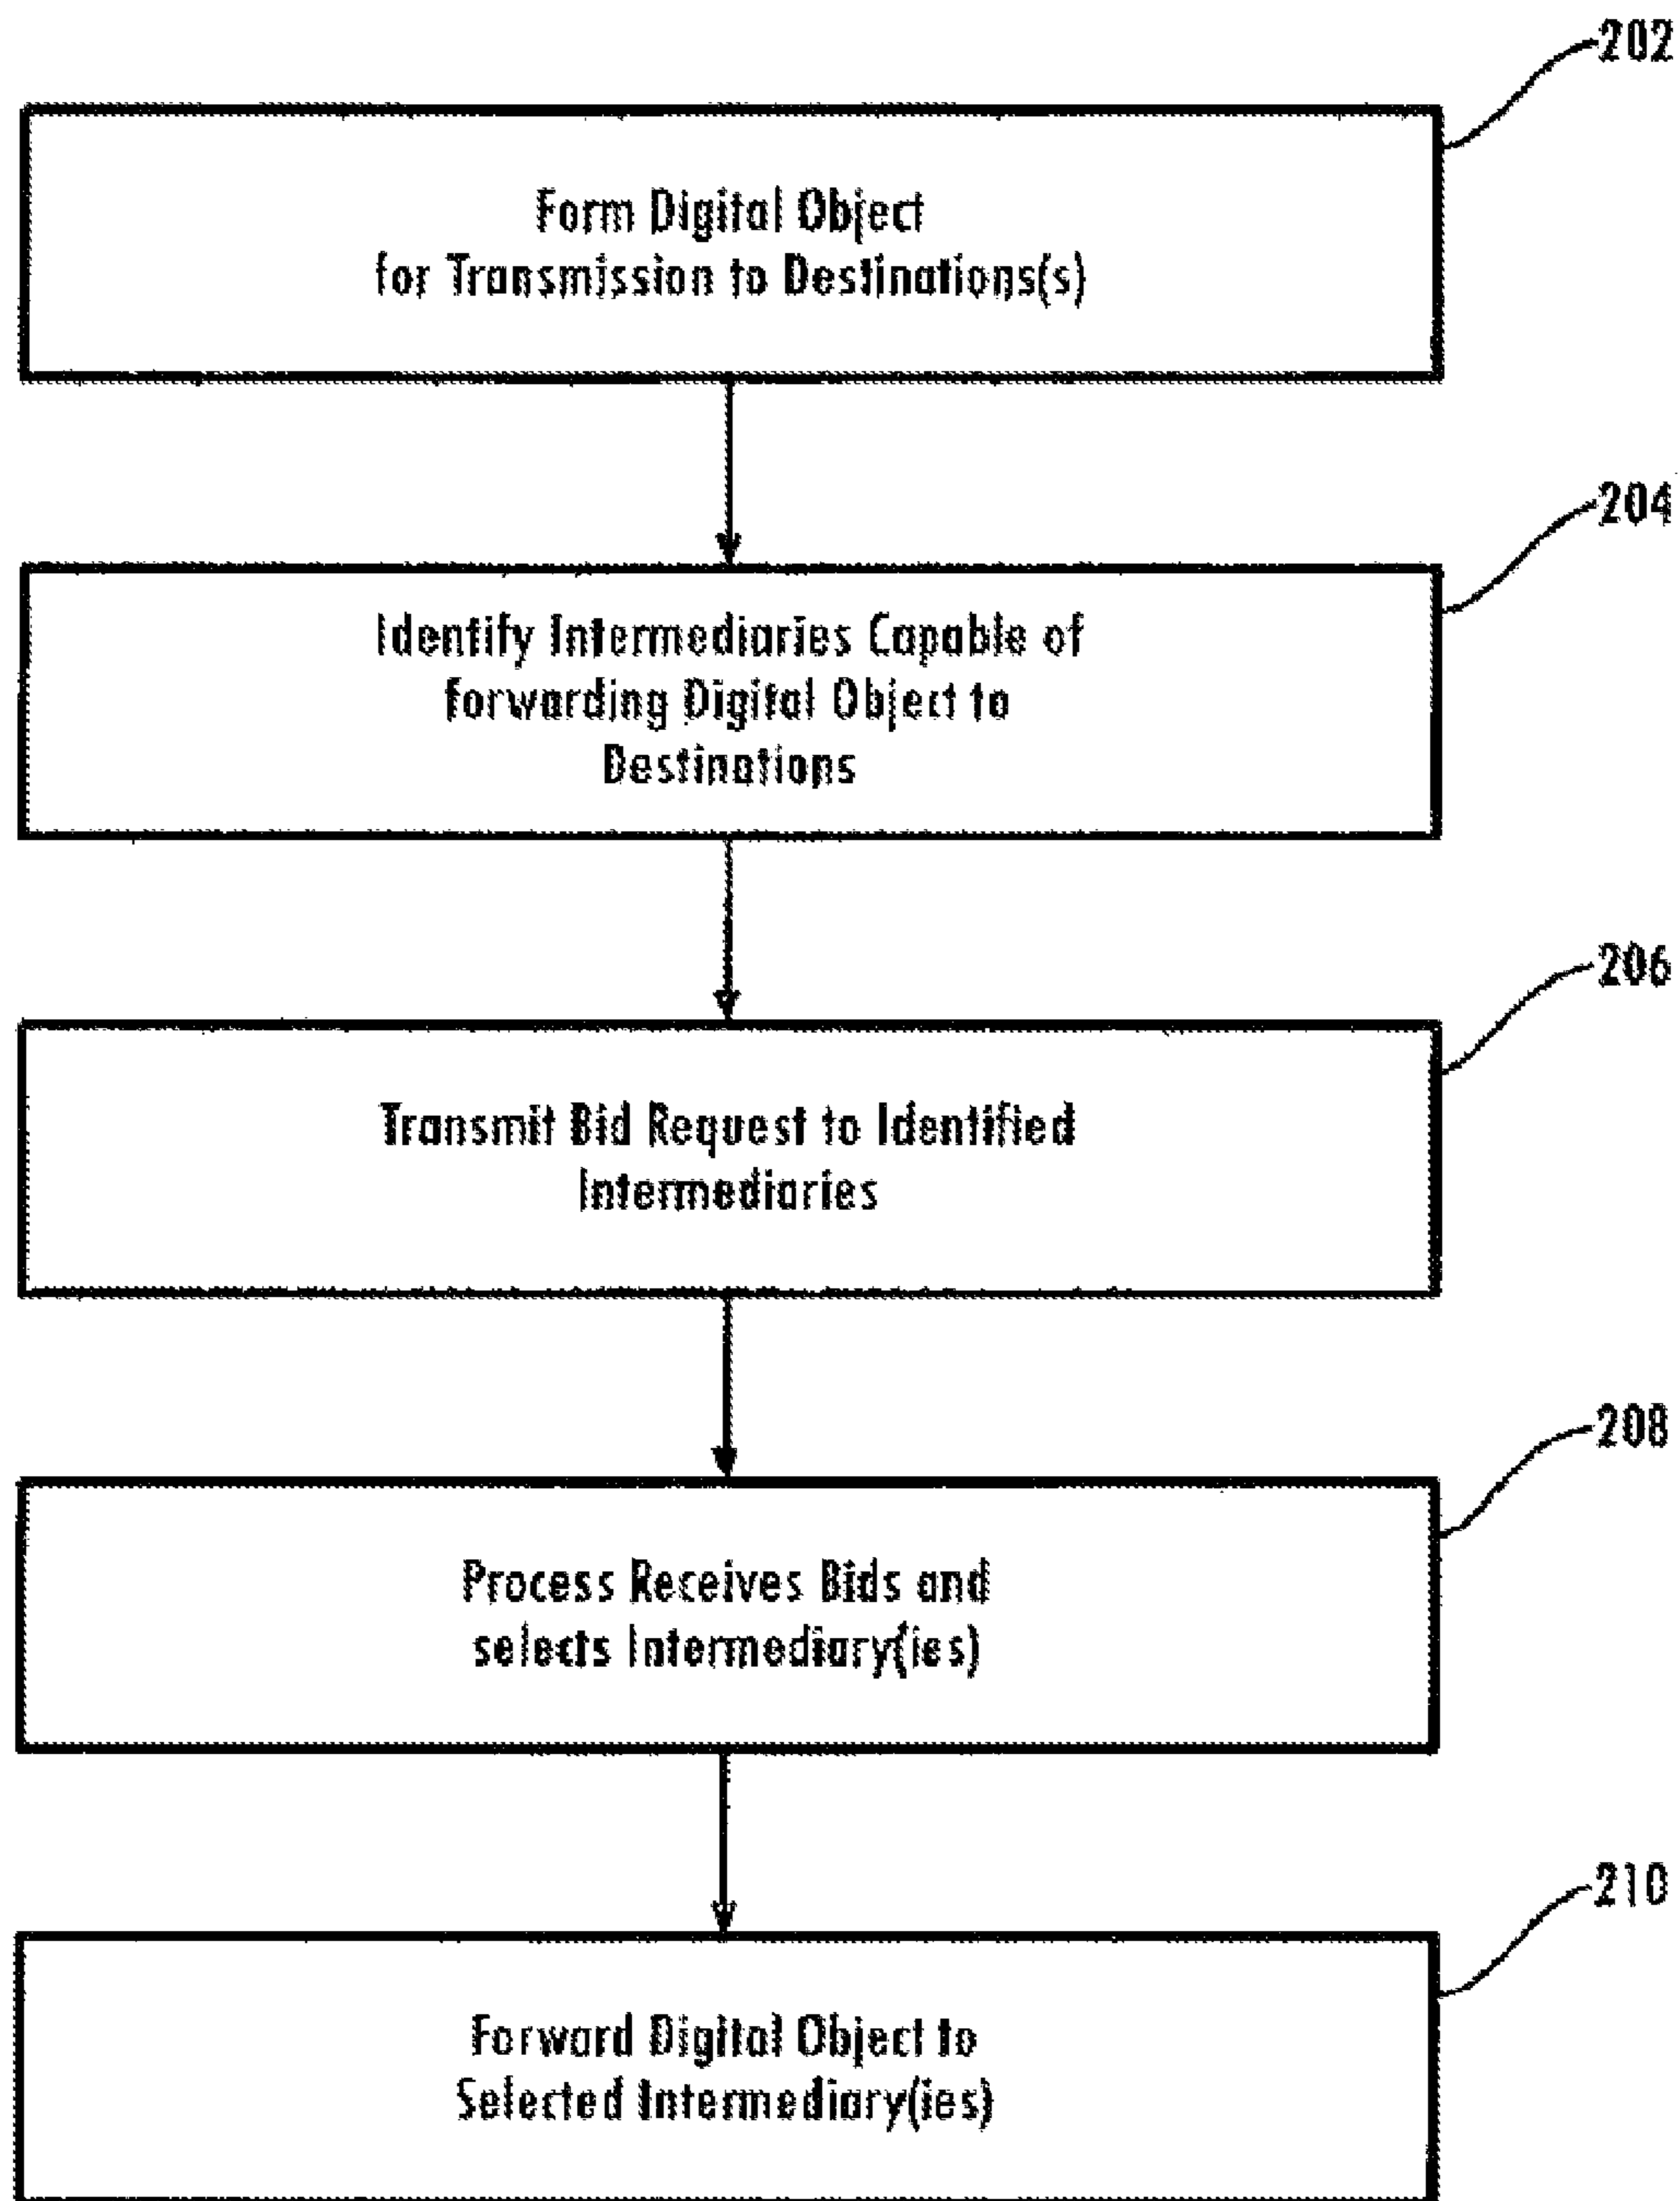 202
Form Digital Object
for Transmission to Destinations(s)
204
Identify Intermediaries Capable of
forwarding Digital Object to
Destinations
206
Transmit Bid Request to Identified
Intermediaries
208
Process Receives Bids and
selects Intermediary(ies)
210
Forward Digital Object to
Selected Intermediary(ies)